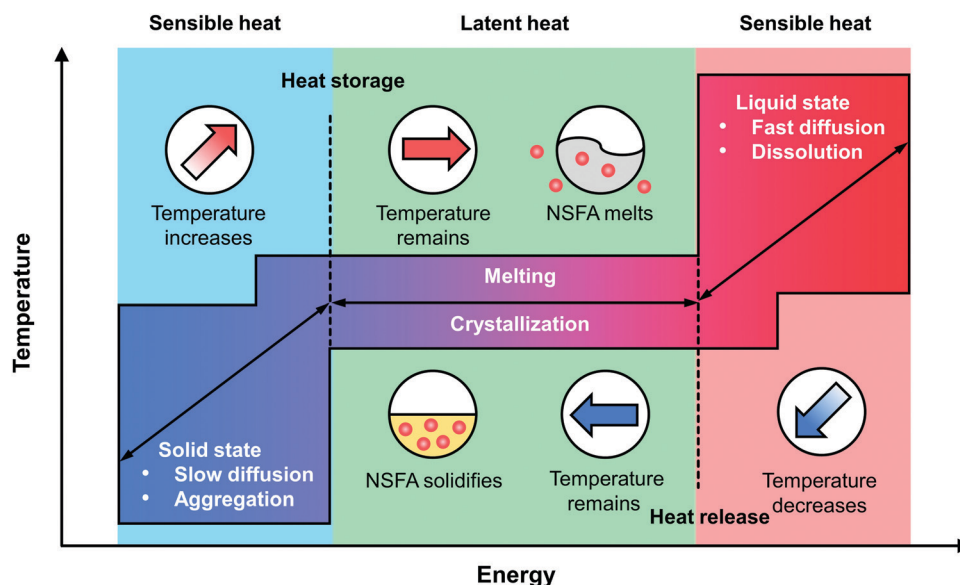 Sensible heat
Latent heat
Sensible heat
Heat storage
Temperature
increases
Temperature
remains
NSFA melts
Liquid state
• Fast diffusion
• Dissolution
Melting
Crystallization
Solid state
• Slow diffusion
• Aggregation
NSFA solidifies
Temperature
remains
Temperature
decreases
Heat release
Temperature
Energy